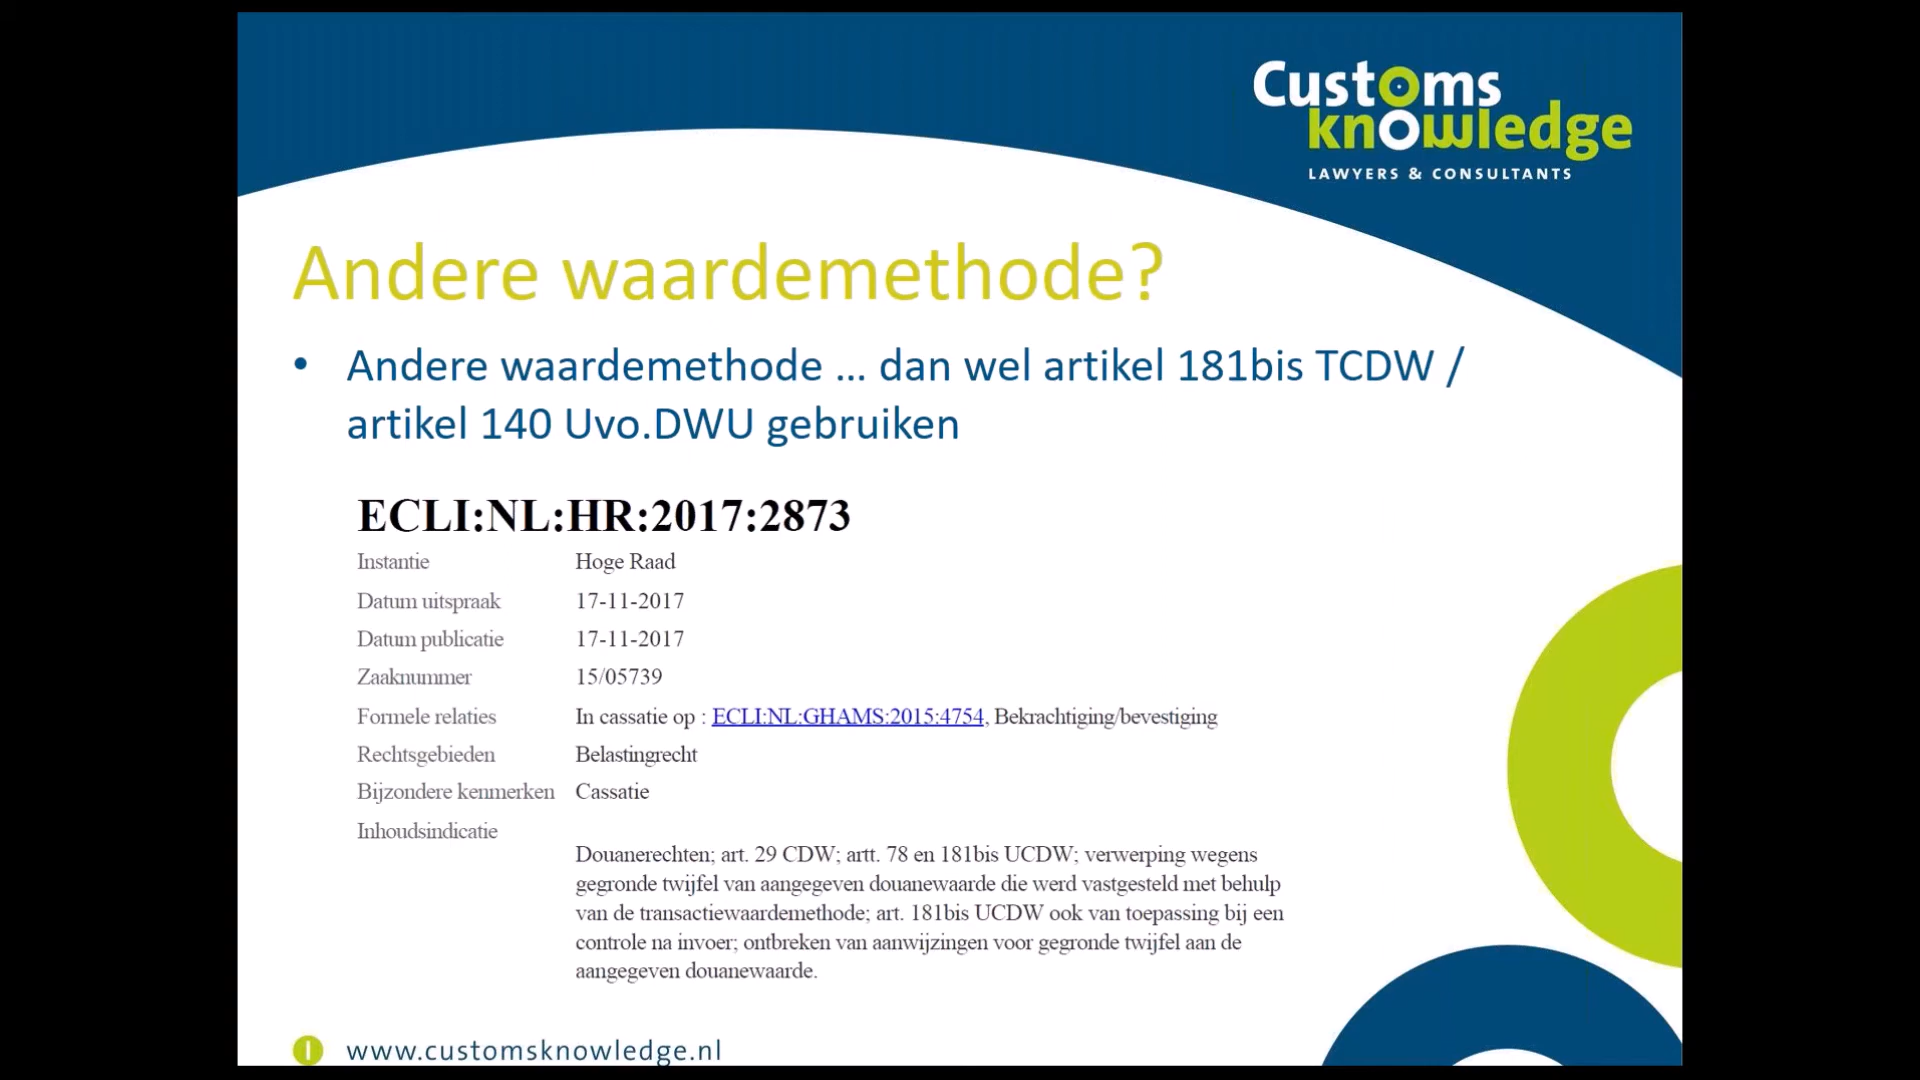 Customs
knowledge
LAWYERS & CONSULTANTS
Andere waardemethode?
• Andere waardemethode ... dan wel artikel 181bis TCDW /
artikel 140 Uvo.DWU gebruiken
ECLI:NL:HR:2017:2873
Instantie Hoge Raad
Datum uitspraak 17-11-2017
Datum publicatie 17-11-2017
Zaaknummer 15/05739
Formele relaties In cassatie op : ECLI:NL:GHAMS:2015:4754, Bekrachtiging/bevestiging
Rechtsgebieden Belastingrecht
Bijzondere kenmerken Cassatie
Inhoudsindicatie
Douanerechten; art. 29 CDW; artt. 78 en 181bis UCDW; verwerping wegens
gegronde twijfel van aangegeven douanewaarde die werd vastgesteld met behulp
van de transactiewaardemethode; art. 181bis UCDW ook van toepassing bij een
controle na invoer; ontbreken van aanwijzingen voor gegronde twijfel aan de
aangegeven douanewaarde.
www.customsknowledge.nl